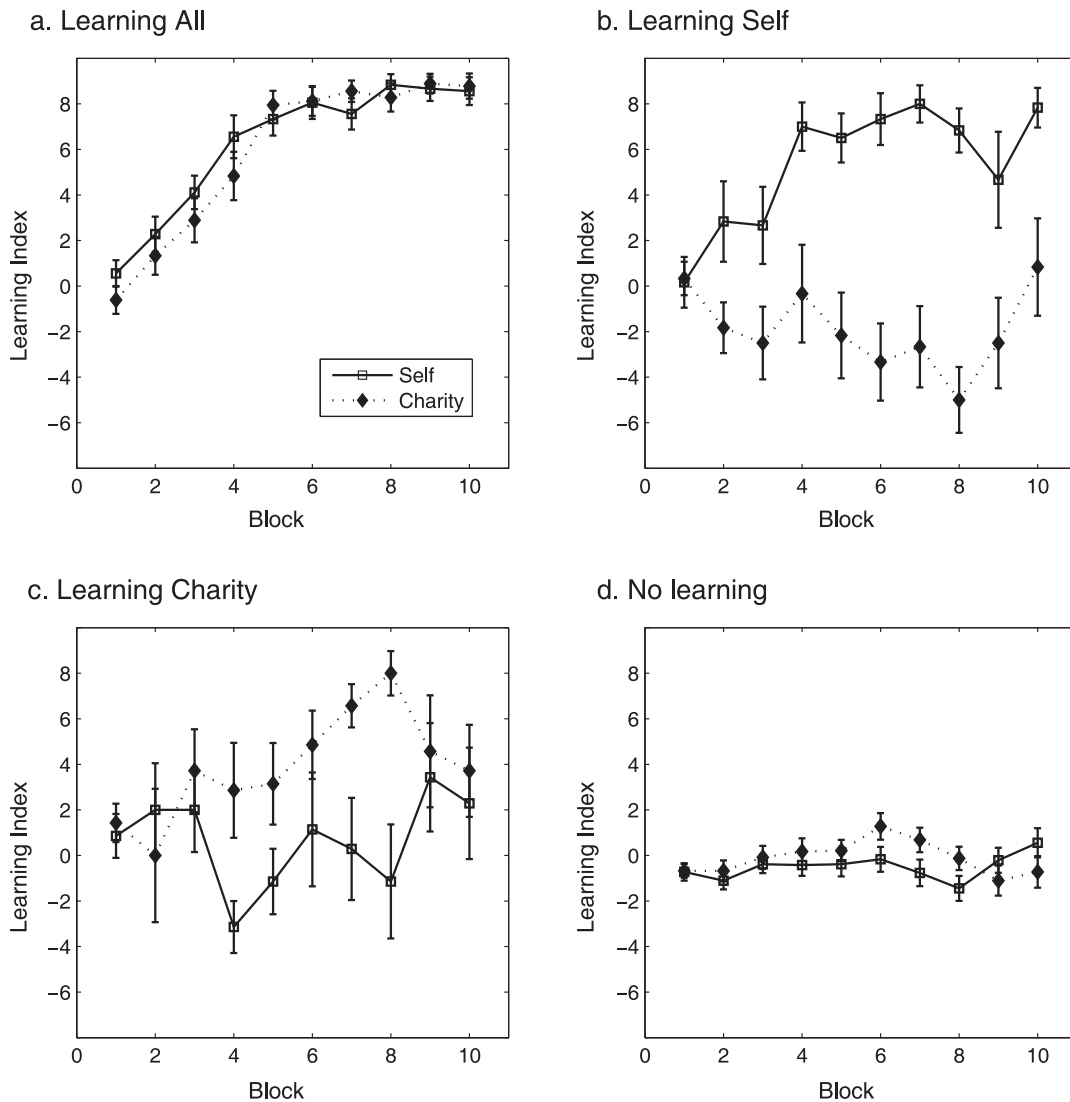 a. Learning All
8
6
4
2
0
−2
−4
−6
Learning Index
Self
Charity
0 2 4 6 8 10
Block
b. Learning Self
8
6
4
2
0
−2
−4
−6
Learning Index
0 2 4 6 8 10
Block
c. Learning Charity
8
6
4
2
0
−2
−4
−6
Learning Index
0 2 4 6 8 10
Block
d. No learning
8
6
4
2
0
−2
−4
−6
Learning Index
0 2 4 6 8 10
Block